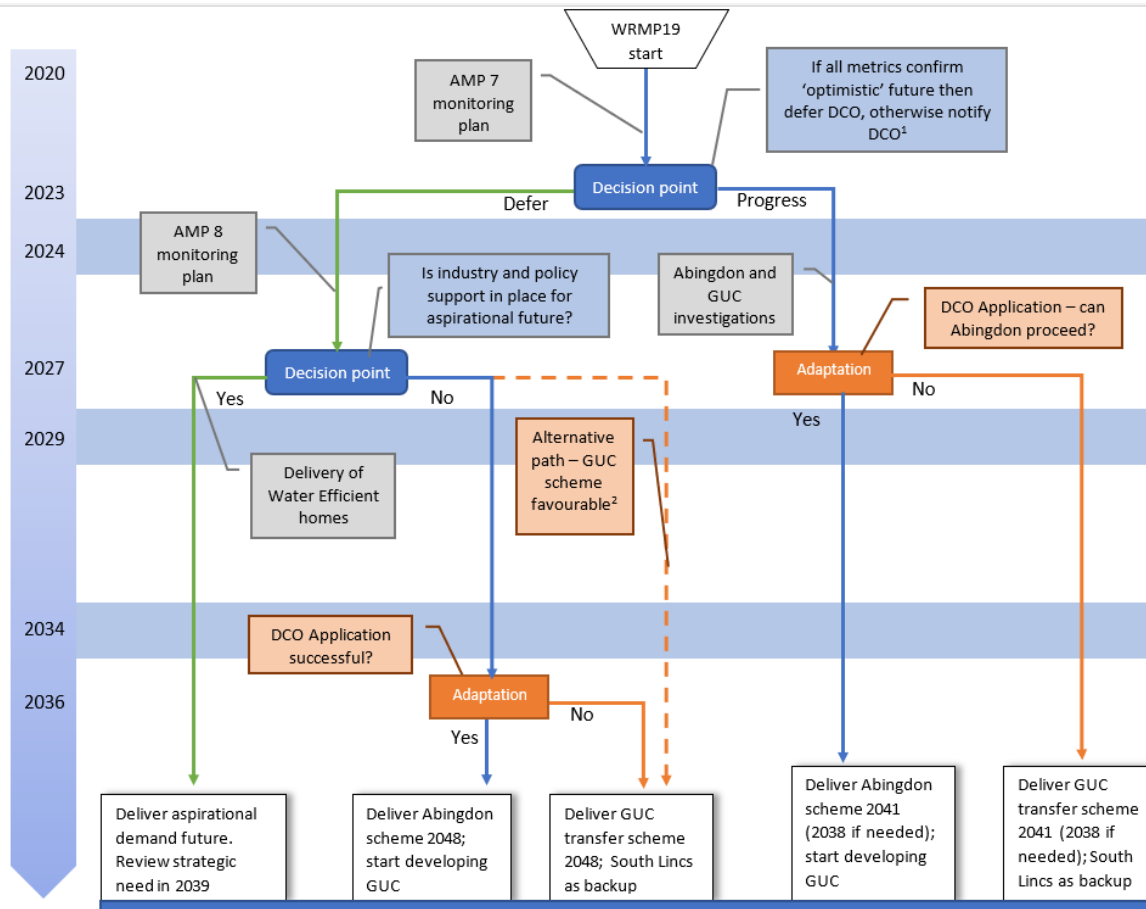 WRMP19
start
2020
AMP 7
monitoring
plan
If all metrics confirm
‘optimistic’ future then
defer DCO, otherwise notify
DCO¹
2023
Decision point
Defer
Progress
2024
AMP 8
monitoring
plan
Is industry and policy
support in place for
aspirational future?
Abingdon and
GUC
investigations
DCO Application – can
Abingdon proceed?
2027
Decision point
Adaptation
Yes
No
Yes
No
2029
Delivery of
Water Efficient
homes
Alternative
path – GUC
scheme
favourable²
2034
DCO Application
successful?
2036
Adaptation
Yes
No
Deliver aspirational
demand future.
Review strategic
need in 2039
Deliver Abingdon
scheme 2048;
start developing
GUC
Deliver GUC
transfer scheme
2048; South Lincs
as backup
Deliver Abingdon
scheme 2041
(2038 if needed);
start developing
GUC
Deliver GUC
transfer scheme
2041 (2038 if
needed); South
Lincs as backup